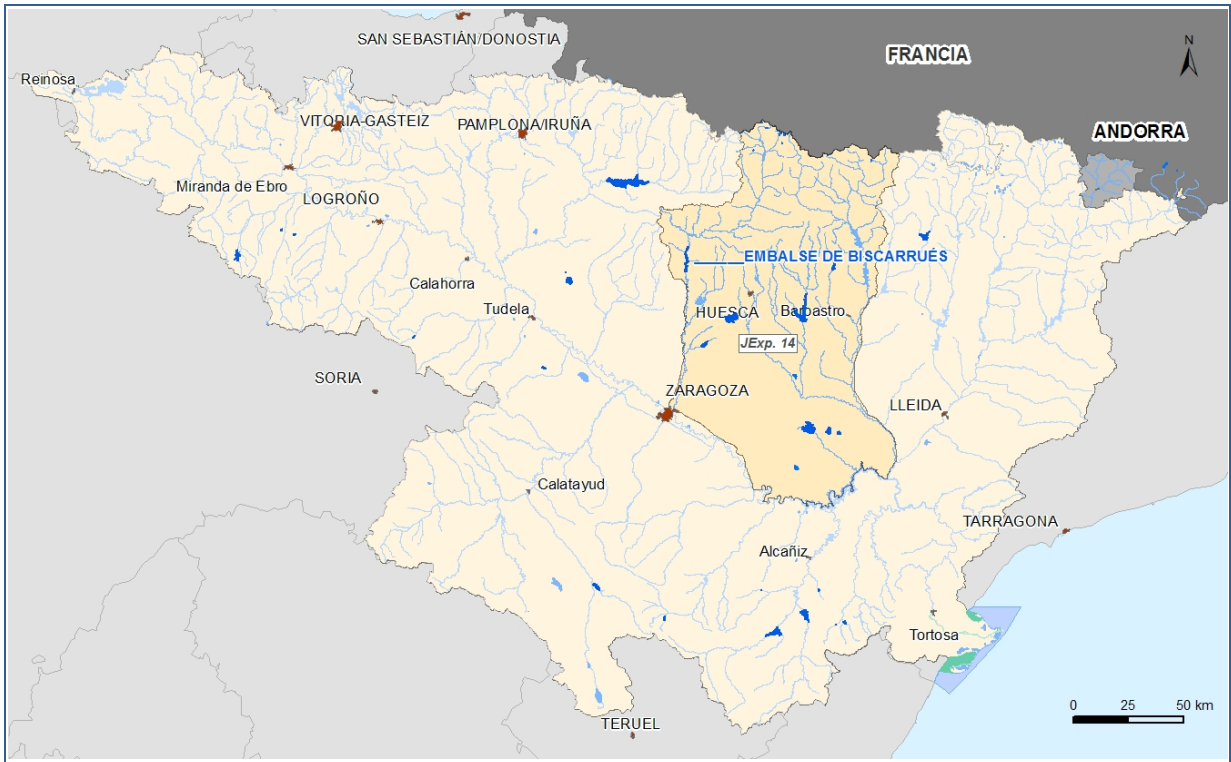 SAN SEBASTIÁN/DONOSTIA
FRANCIA
N
Reinosa
VITORIA-GASTEIZ
PAMPLONA/IRUÑA
ANDORRA
Miranda de Ebro
LOGROÑO
EMBALSE DE BISCARRUÉS
Calahorra
Tudela
HUESCA
Barbastro
JExp. 14
SORIA
ZARAGOZA
LLEIDA
Calatayud
TARRAGONA
Alcañiz
Tortosa
0 25 50 km
TERUEL